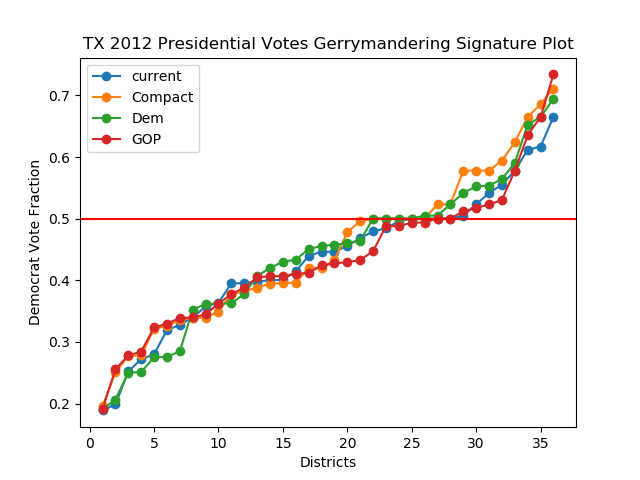 TX 2012 Presidential Votes Gerrymandering Signature Plot
current
Compact
Dem
GOP
Democrat Vote Fraction
0.7
0.6
0.5
0.4
0.3
0.2
0
5
10
15
20
25
30
35
Districts